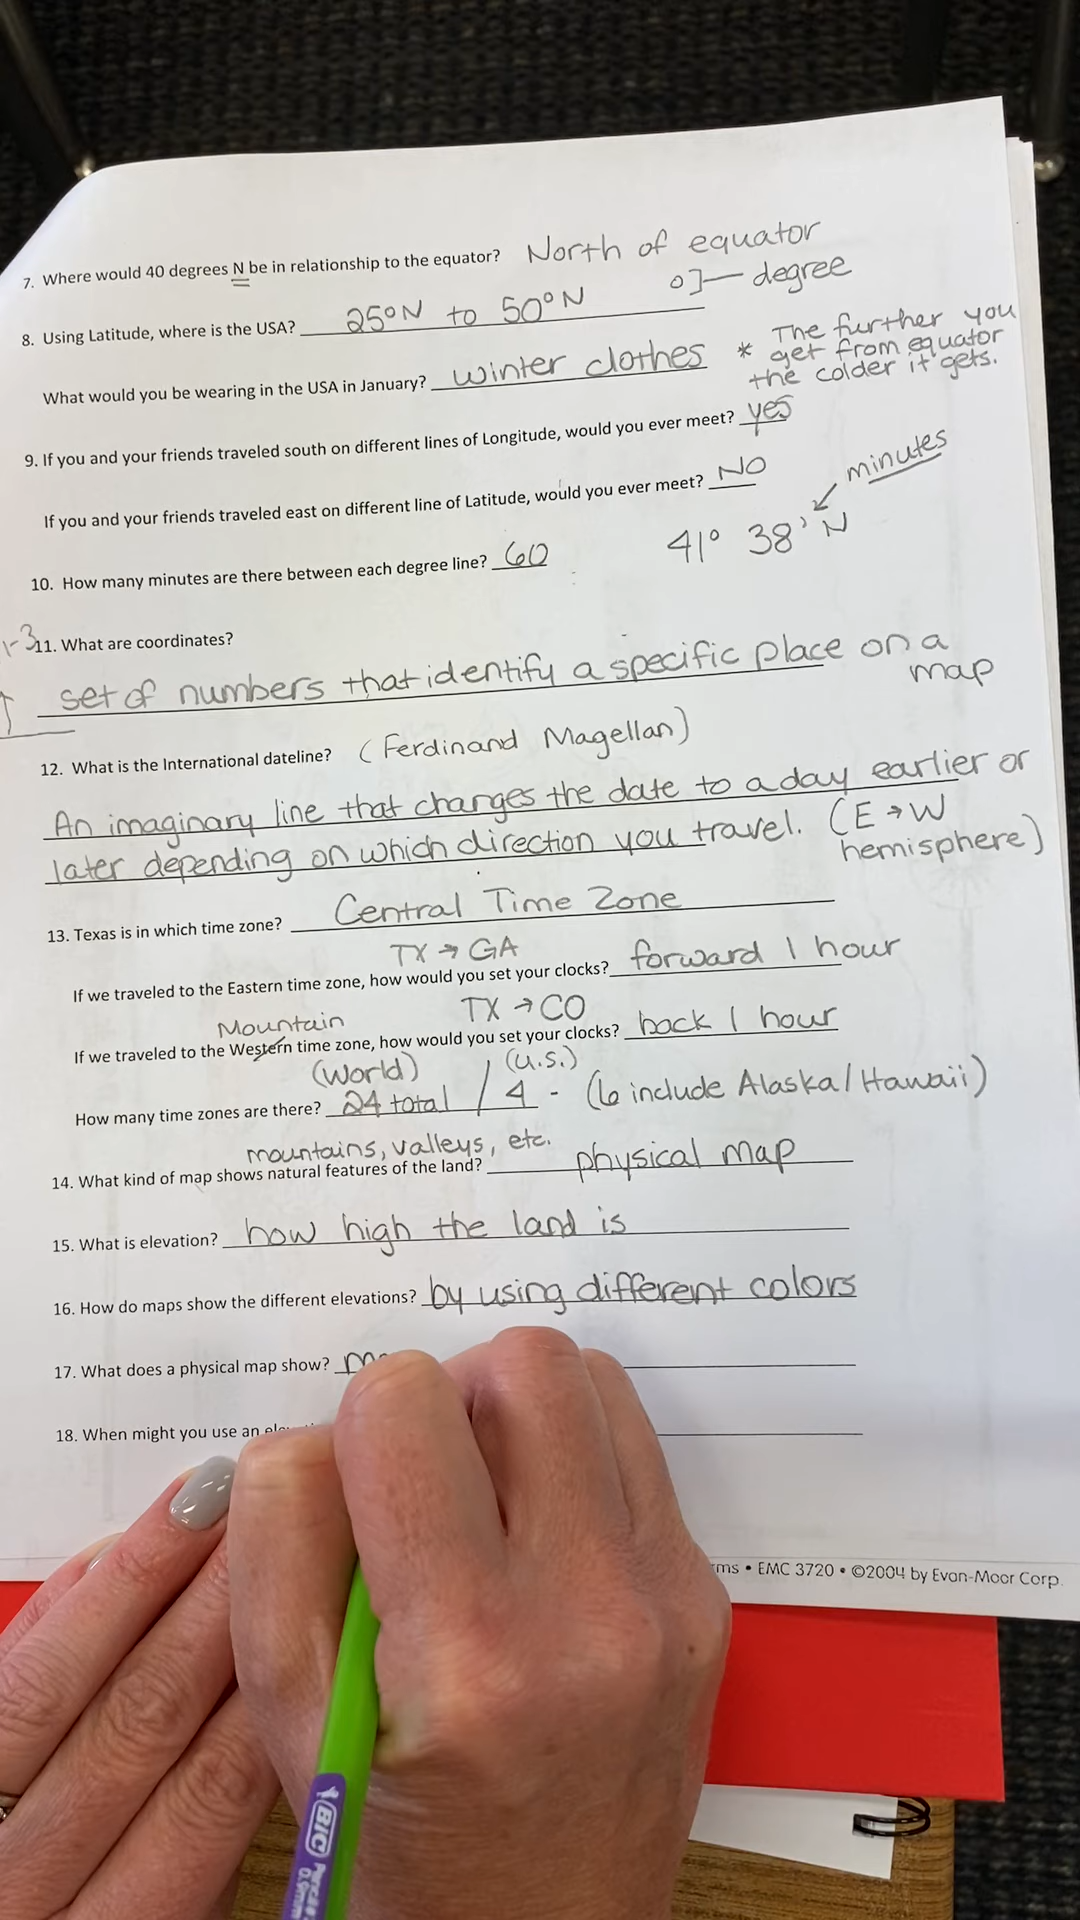 7. Where would 40 degrees N be in relationship to the equator? North of equator
o]— degree
8. Using Latitude, where is the USA? 25°N to 50°N
What would you be wearing in the USA in January? winter clothes
* The further you
get from equator
the colder it gets.
9. If you and your friends traveled south on different lines of Longitude, would you ever meet? yes
If you and your friends traveled east on different line of Latitude, would you ever meet? NO
minutes
41° 38' N
10. How many minutes are there between each degree line? 60
11. What are coordinates?
set of numbers that identify a specific place on a
map
12. What is the International dateline? (Ferdinand Magellan)
An imaginary line that changes the date to a day earlier or
later depending on which direction you travel. (E → W
hemisphere)
13. Texas is in which time zone? Central Time Zone
TX → GA
If we traveled to the Eastern time zone, how would you set your clocks? forward 1 hour
Mountain TX → CO
If we traveled to the Western time zone, how would you set your clocks? back 1 hour
(World) (U.S.)
How many time zones are there? 24 total / 4 - (6 include Alaska/Hawaii)
mountains, valleys, etc.
14. What kind of map shows natural features of the land? physical map
15. What is elevation? how high the land is
16. How do maps show the different elevations? by using different colors
17. What does a physical map show?
18. When might you use an
EMC 3720 • ©2004 by Evan-Moor Corp.
BIC